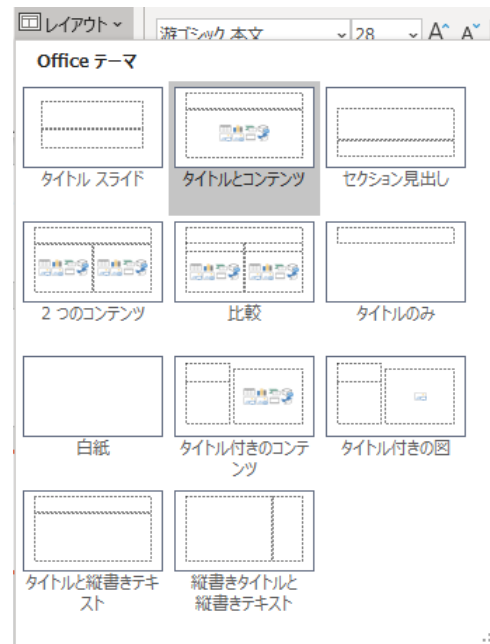 レイアウト
游ゴシック 本文 28 A A
Office テーマ
タイトル スライド タイトルとコンテンツ セクション見出し
2 つのコンテンツ 比較 タイトルのみ
白紙 タイトル付きのコンテ タイトル付きの図
ンツ
タイトルと縦書きテキ 縦書きタイトルと
スト 縦書きテキスト